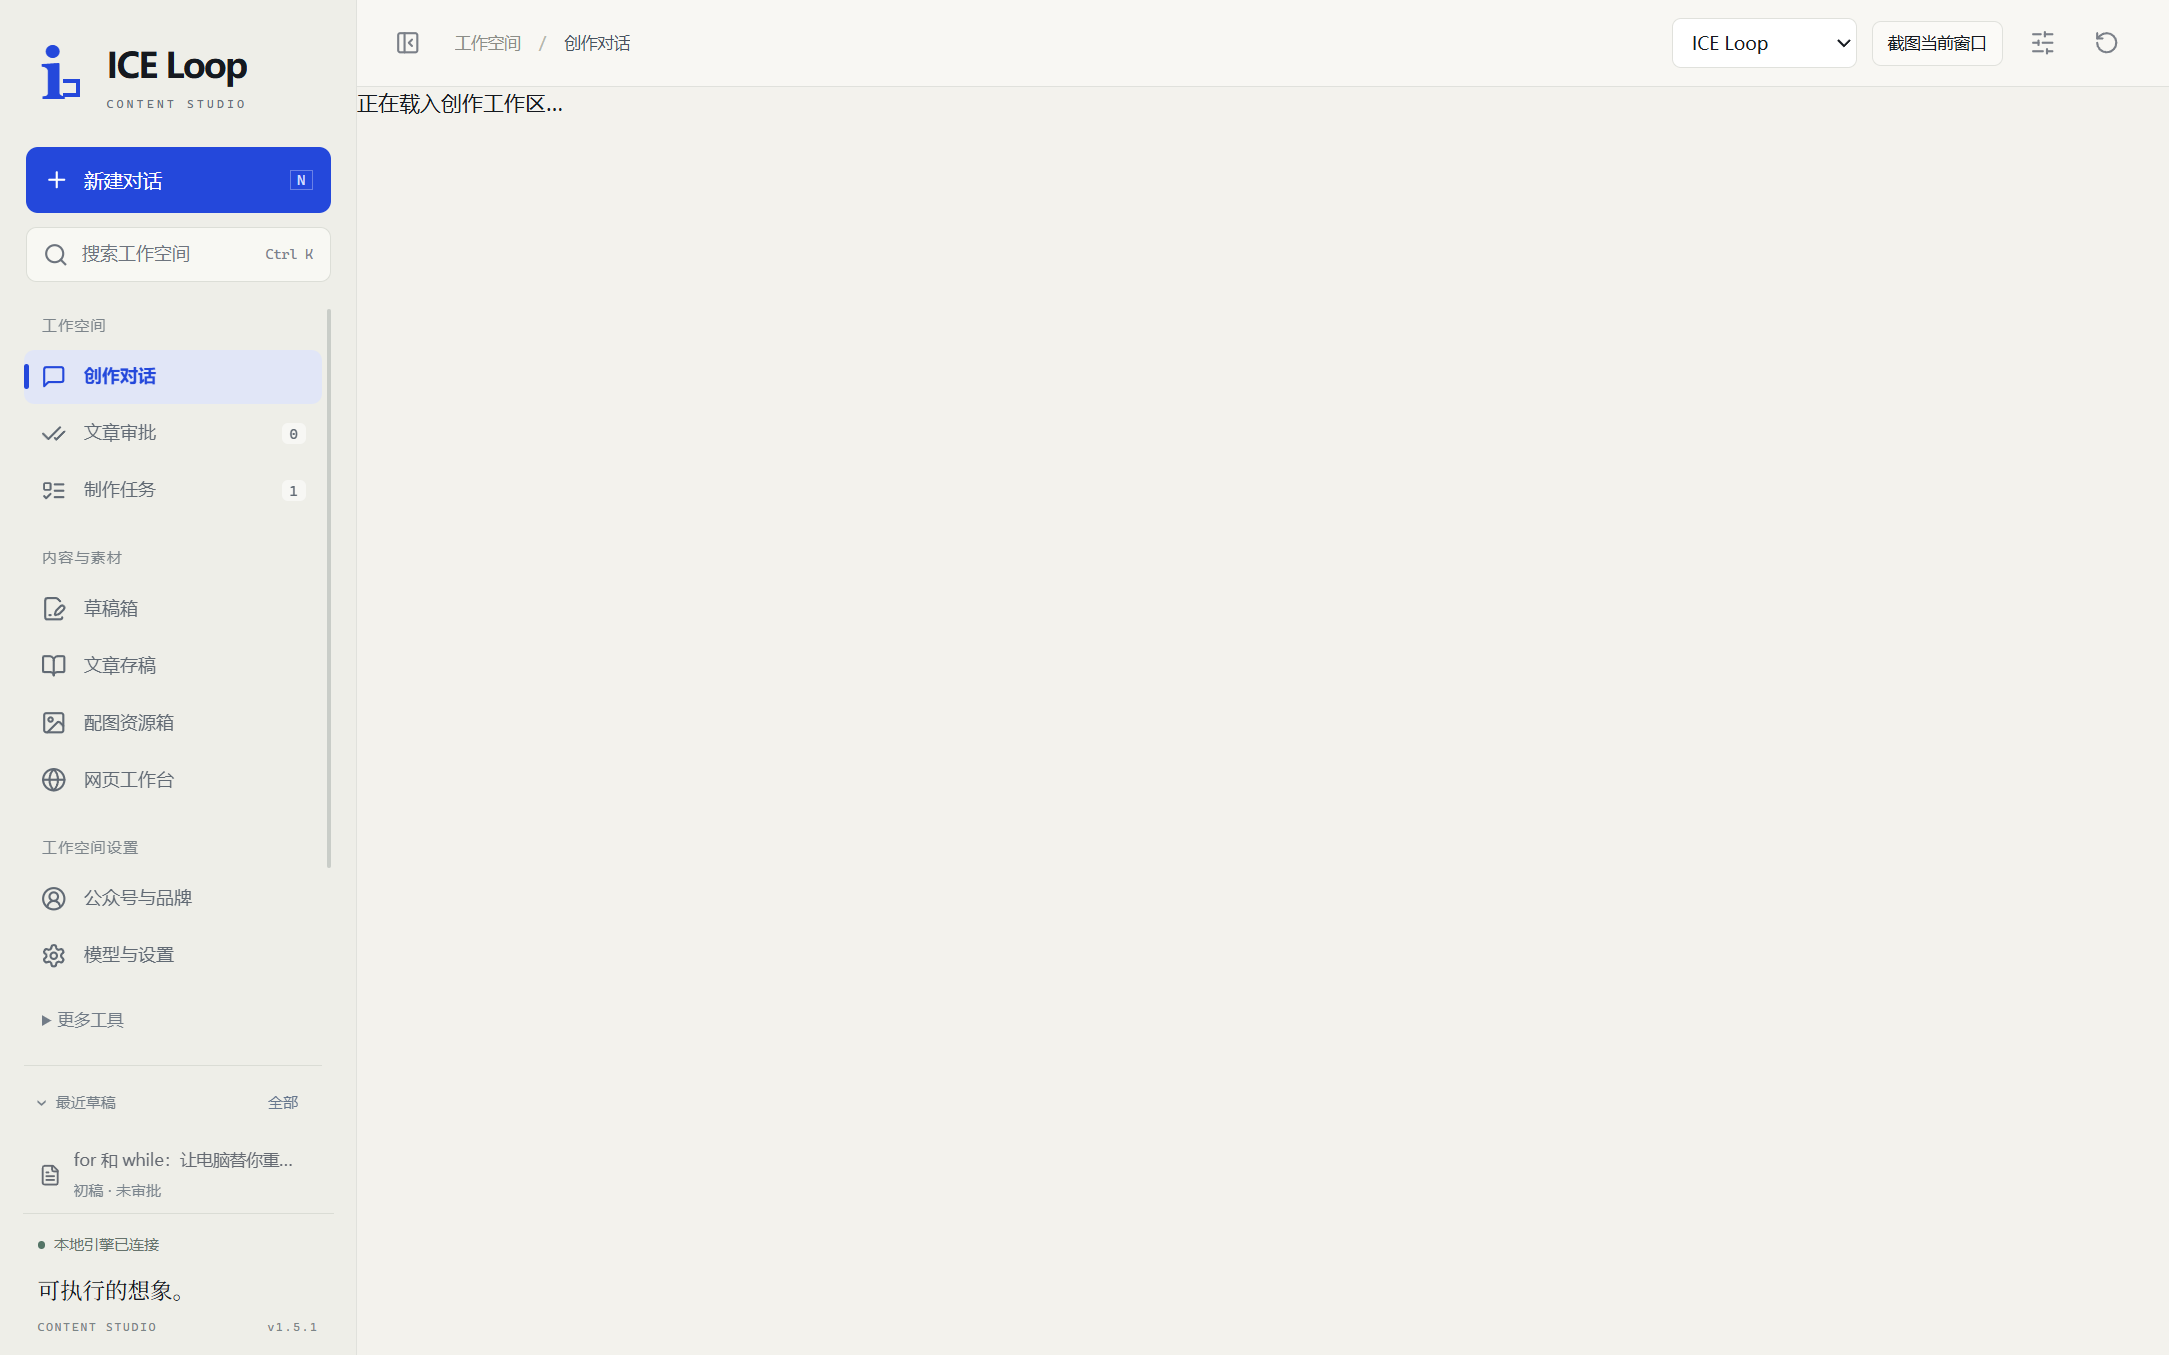 ICE Loop
CONTENT STUDIO
新建对话 N
搜索工作空间 Ctrl K
工作空间
创作对话
文章审批 0
制作任务 1
内容与素材
草稿箱
文章存稿
配图资源箱
网页工作台
工作空间设置
公众号与品牌
模型与设置
更多工具
最近草稿 全部
for 和 while：让电脑替你重...
初稿 · 未审批
本地引擎已连接
可执行的想象。
CONTENT STUDIO v1.5.1
工作空间 / 创作对话
ICE Loop
截图当前窗口
正在载入创作工作区...